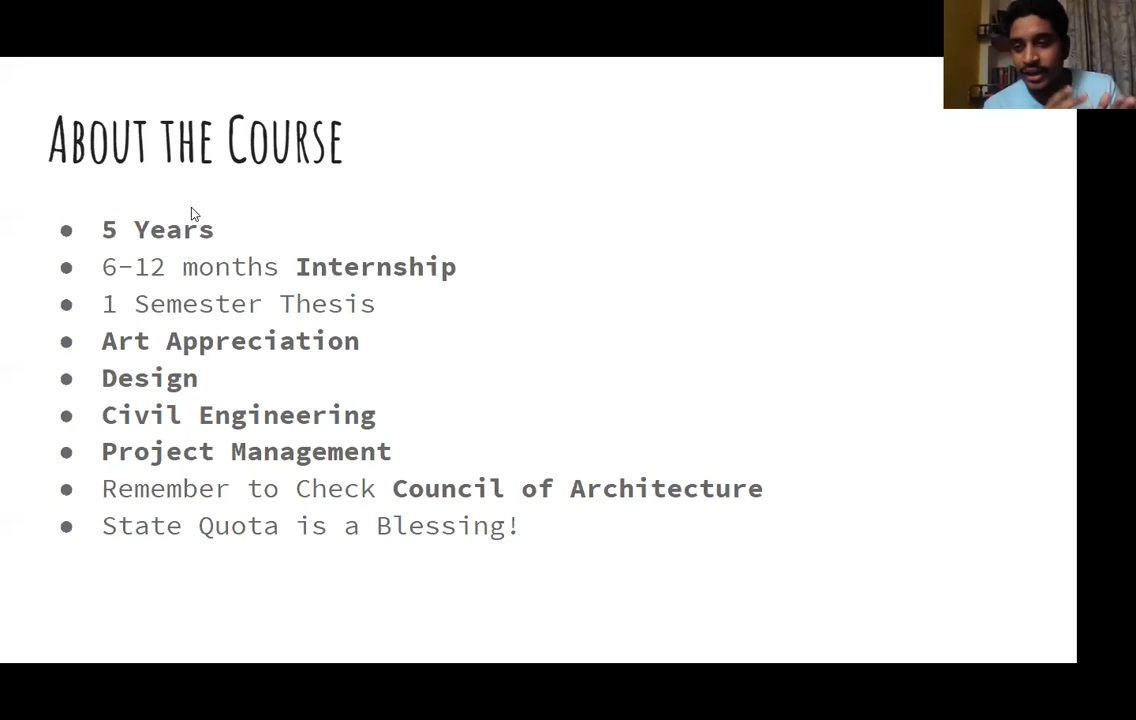 About the Course
5 Years
6-12 months Internship
1 Semester Thesis
Art Appreciation
Design
Civil Engineering
Project Management
Remember to Check Council of Architecture
State Quota is a Blessing!